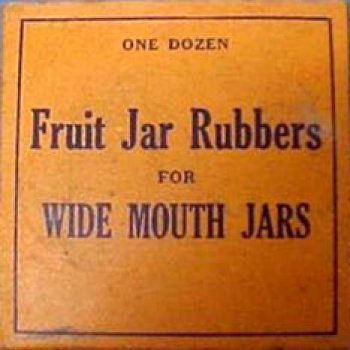 ONE DOZEN
Fruit Jar Rubbers
FOR
WIDE MOUTH JARS